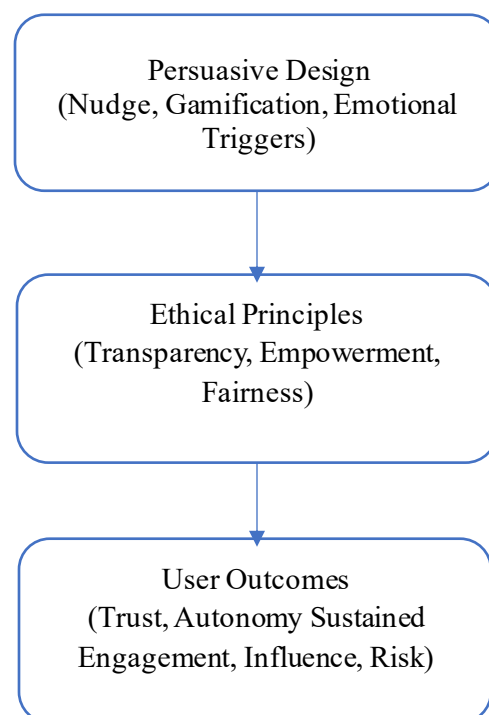 Persuasive Design
(Nudge, Gamification, Emotional
Triggers)
Ethical Principles
(Transparency, Empowerment,
Fairness)
User Outcomes
(Trust, Autonomy Sustained
Engagement, Influence, Risk)